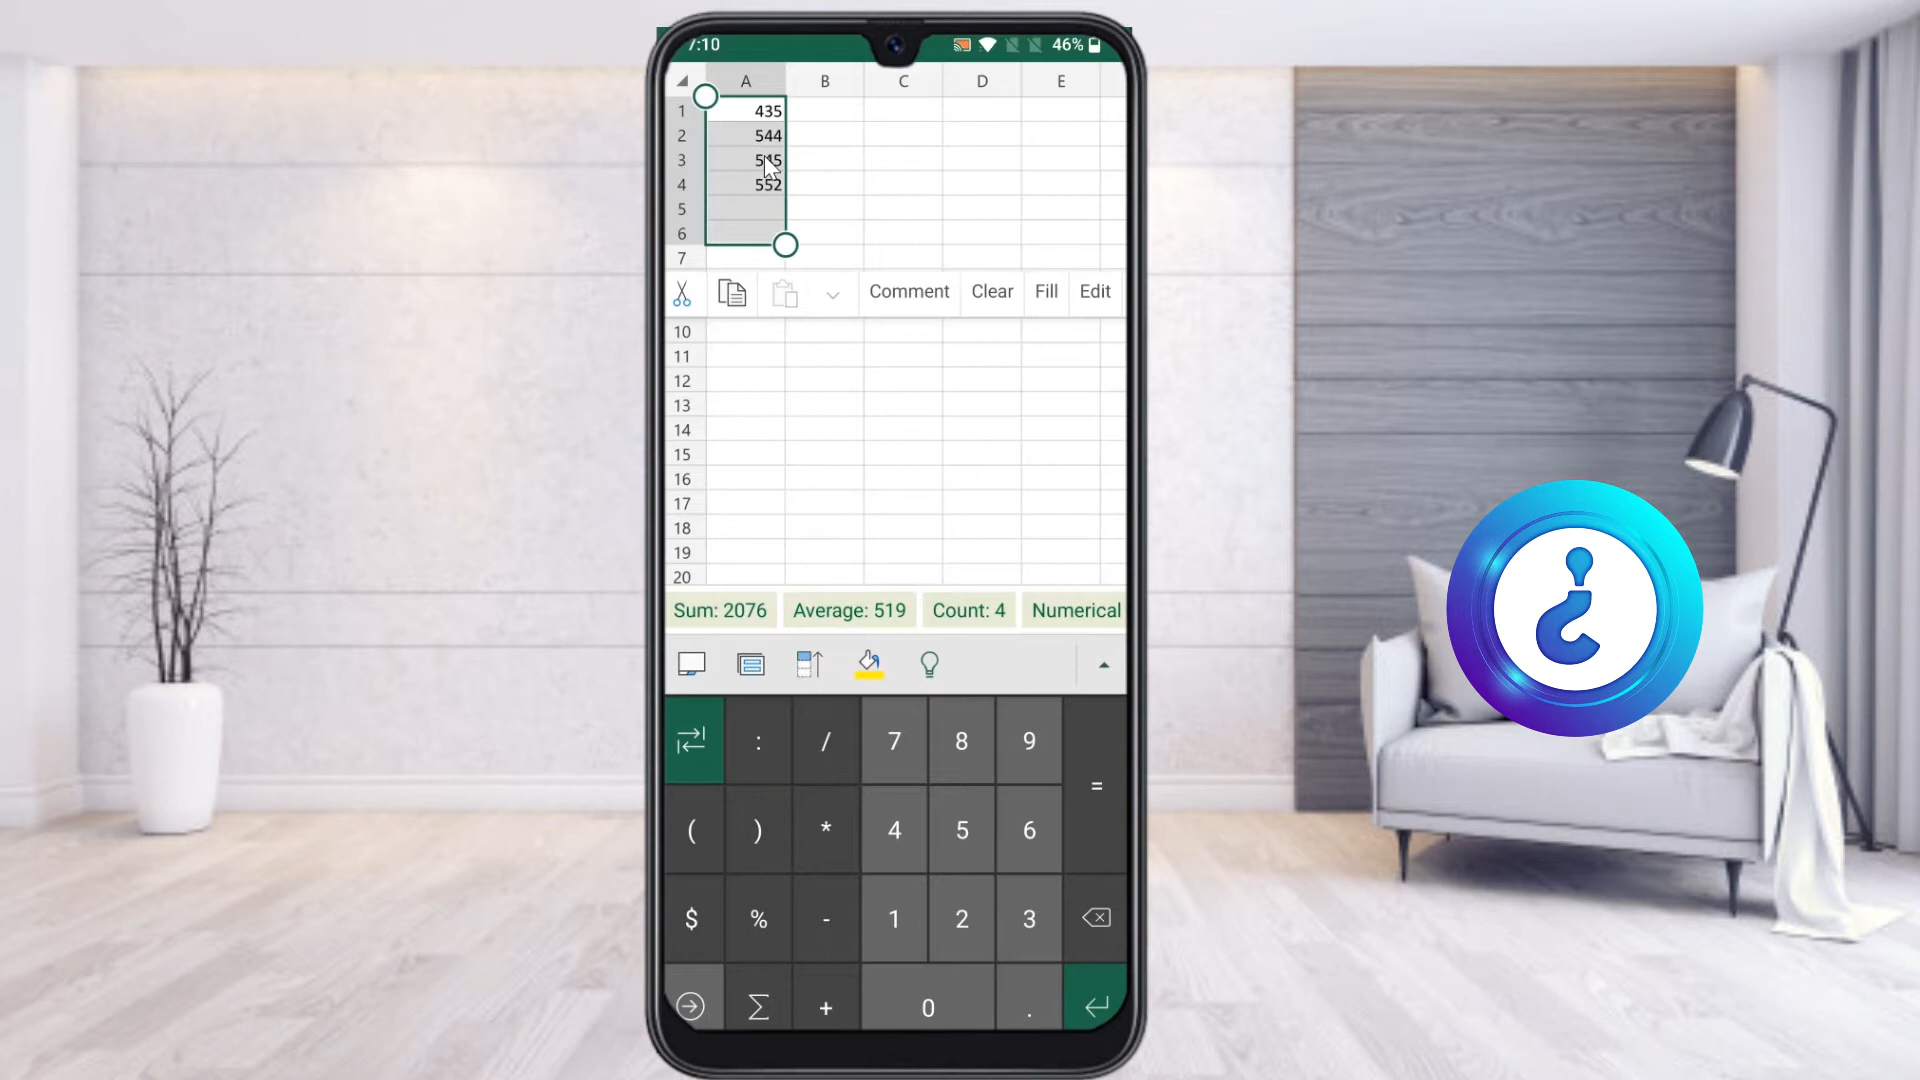 7:10 46%
A B C D E
1 435
2 544
3 545
4 552
5
6
7
Comment Clear Fill Edit
10
11
12
13
14
15
16
17
18
19
20
Sum: 2076 Average: 519 Count: 4 Numerical
: / 7 8 9
=
( ) * 4 5 6
$ % - 1 2 3
Σ + 0 .